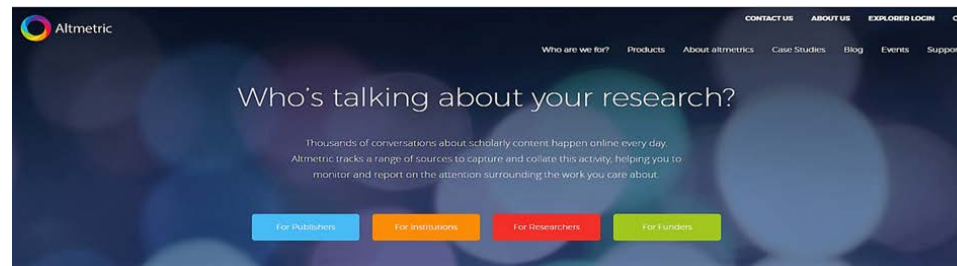 CONTACT US ABOUT US EXPLORER LOGIN
Altmetric
Who are we for? Products About altmetrics Case Studies Blog Events Suppor
Who's talking about your research?
Thousands of conversations about scholarly content happen online every day.
Altmetric tracks a range of sources to capture and collate this activity, helping you to
monitor and report on the attention surrounding the work you care about.
For Publishers For Institutions For Researchers For Funders